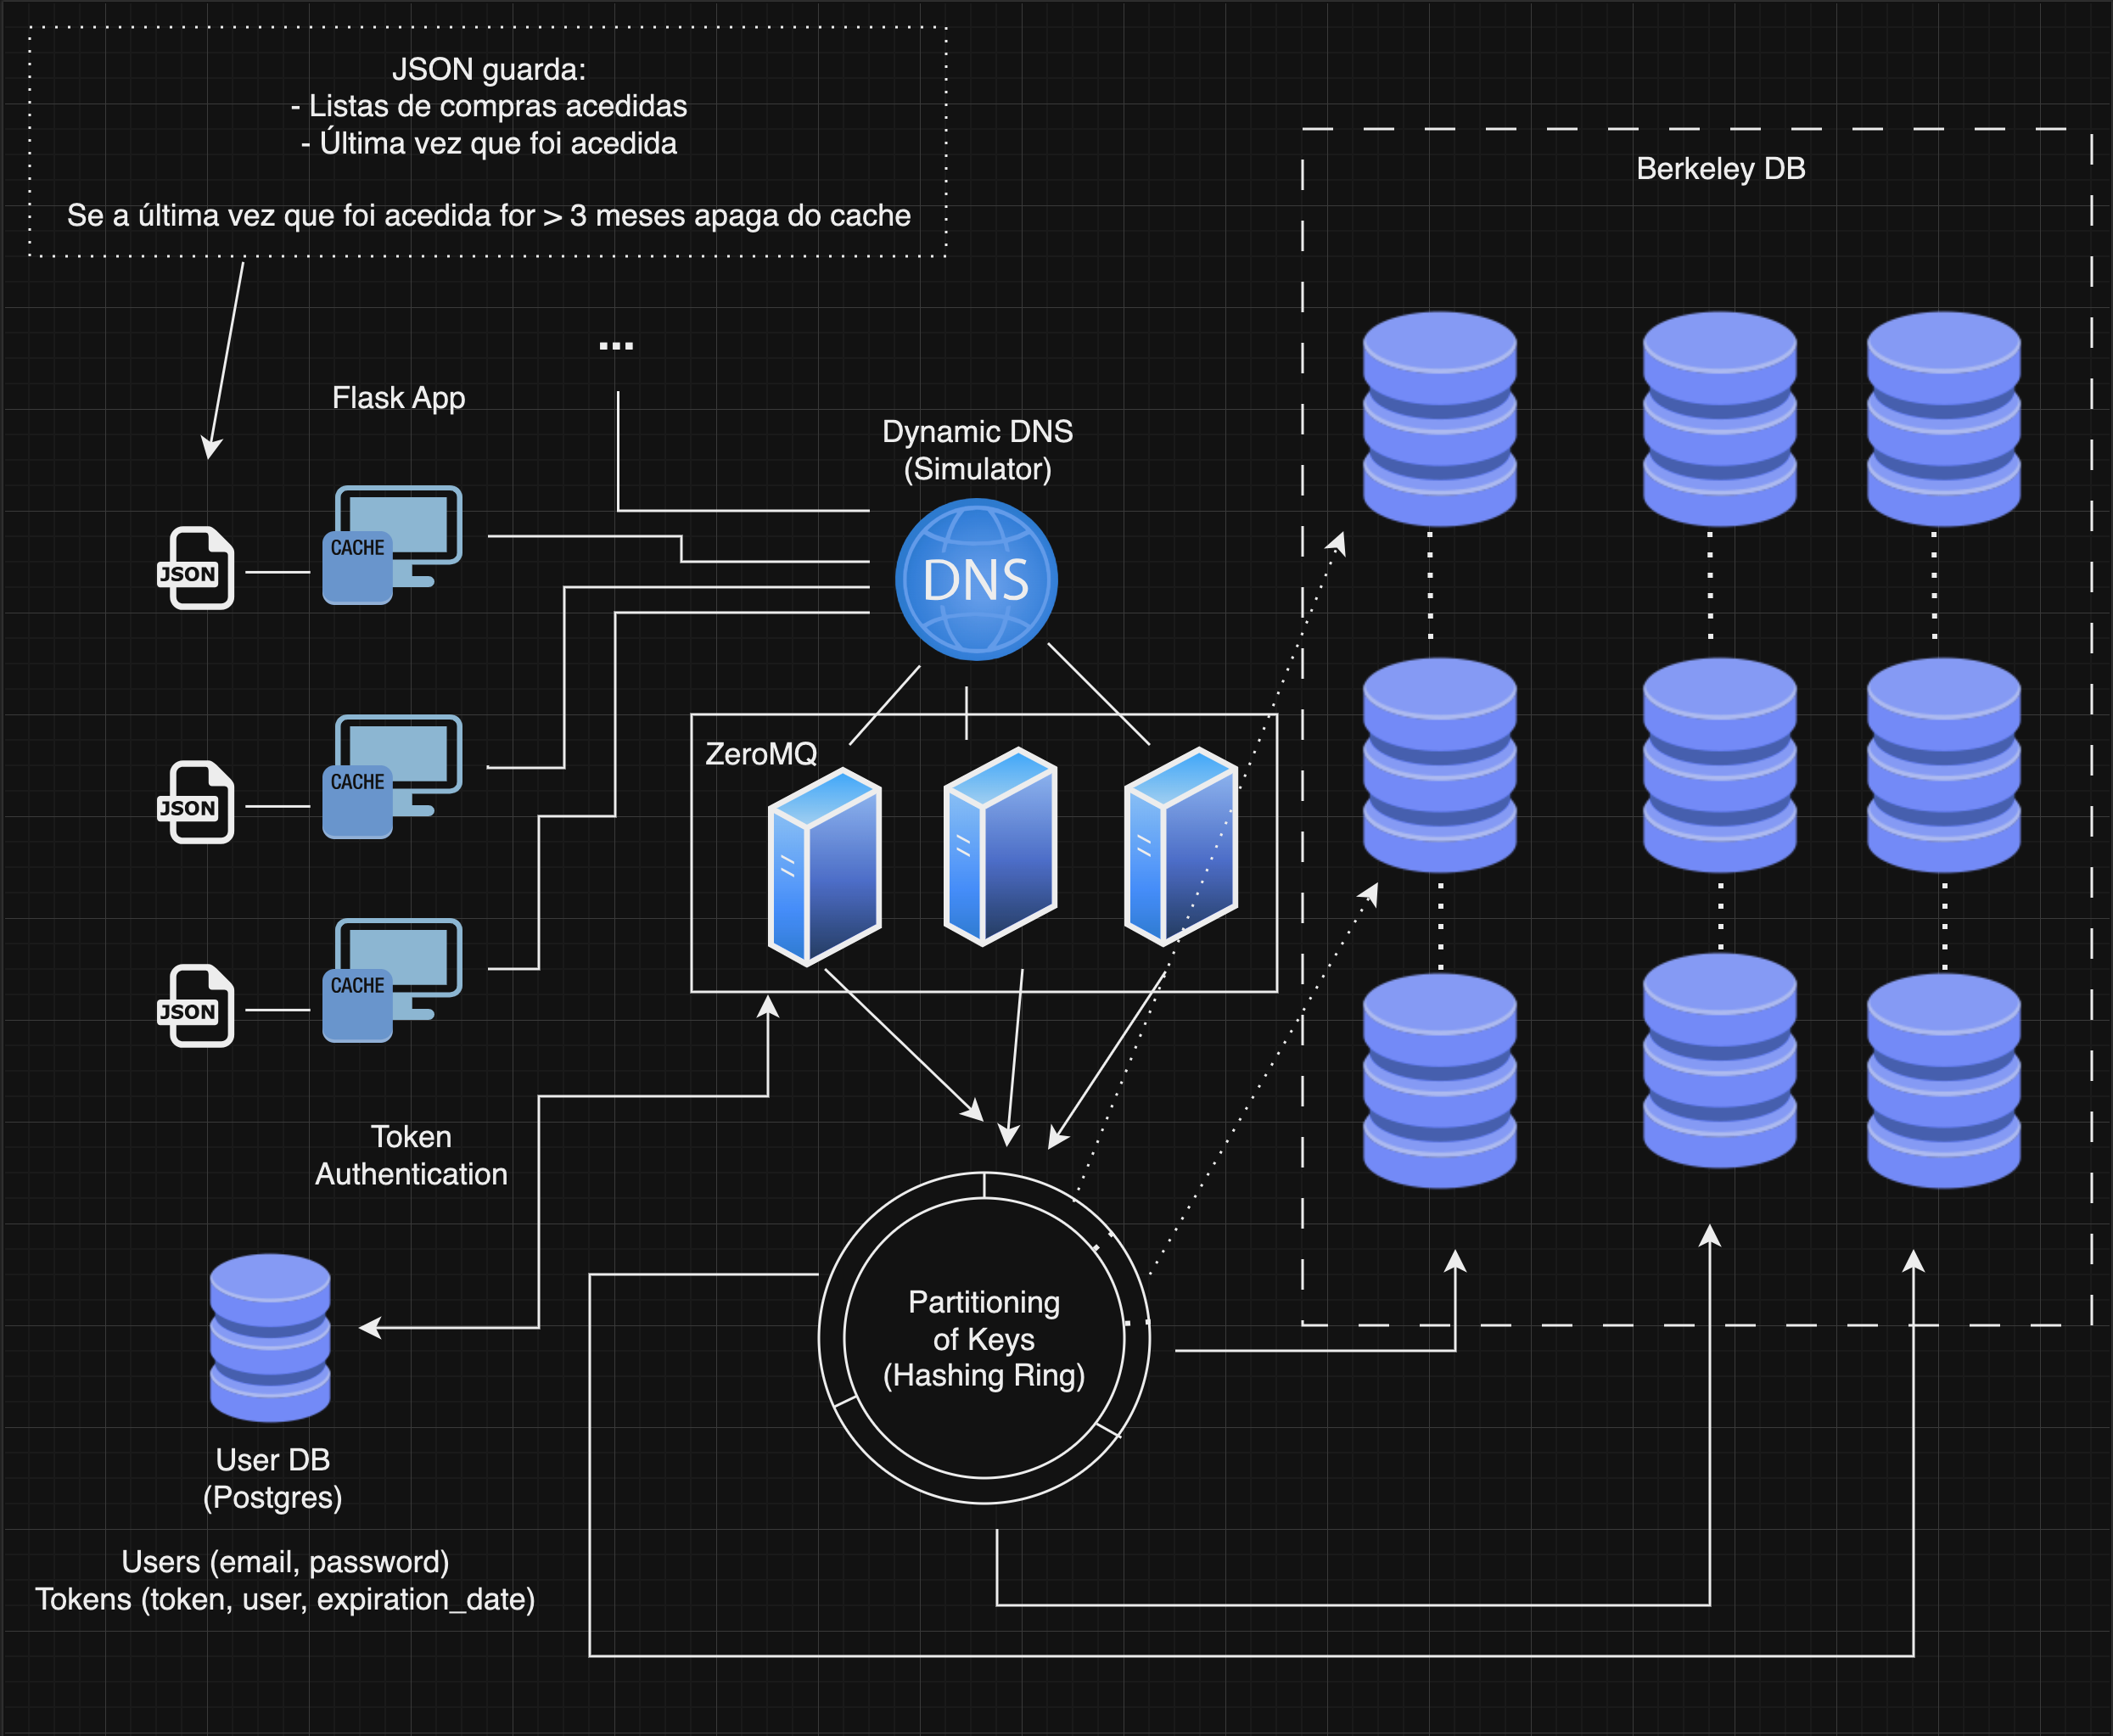 JSON guarda:
- Listas de compras acedidas
- Última vez que foi acedida
Se a última vez que foi acedida for > 3 meses apaga do cache
Berkeley DB
...
Flask App
Dynamic DNS
(Simulator)
DNS
CACHE
JSON
ZeroMQ
CACHE
JSON
CACHE
JSON
Token
Authentication
Partitioning
of Keys
(Hashing Ring)
User DB
(Postgres)
Users (email, password)
Tokens (token, user, expiration_date)